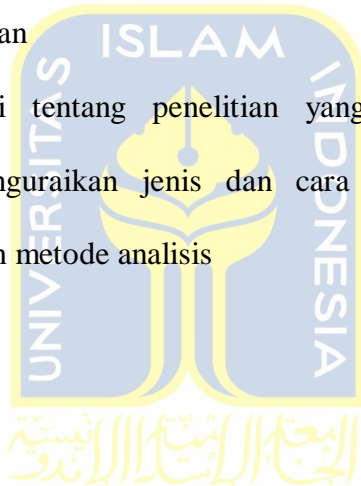 an
ISLAM
i tentang penelitian yang
nguraikan jenis dan cara
n metode analisis
UNIVERSITAS
INDONESIA